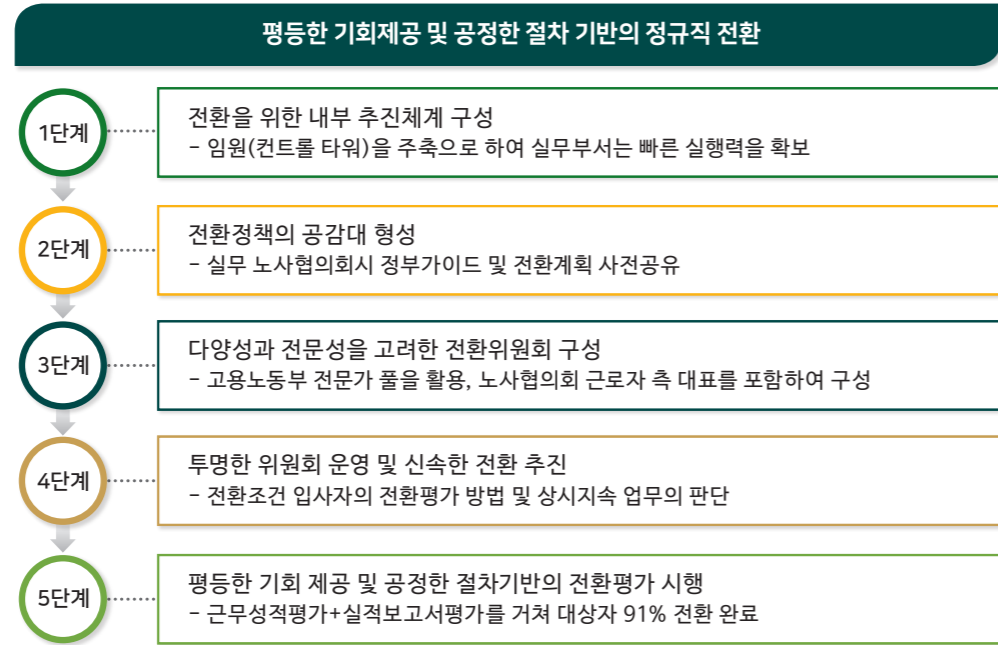 평등한 기회제공 및 공정한 절차 기반의 정규직 전환
1단계
전환을 위한 내부 추진체계 구성
- 임원(컨트롤 타워)을 주축으로 하여 실무부서는 빠른 실행력을 확보
2단계
전환정책의 공감대 형성
- 실무 노사협의회시 정부가이드 및 전환계획 사전공유
3단계
다양성과 전문성을 고려한 전환위원회 구성
- 고용노동부 전문가 풀을 활용, 노사협의회 근로자 측 대표를 포함하여 구성
4단계
투명한 위원회 운영 및 신속한 전환 추진
- 전환조건 입사자의 전환평가 방법 및 상시지속 업무의 판단
5단계
평등한 기회 제공 및 공정한 절차기반의 전환평가 시행
- 근무성적평가+실적보고서평가를 거쳐 대상자 91% 전환 완료